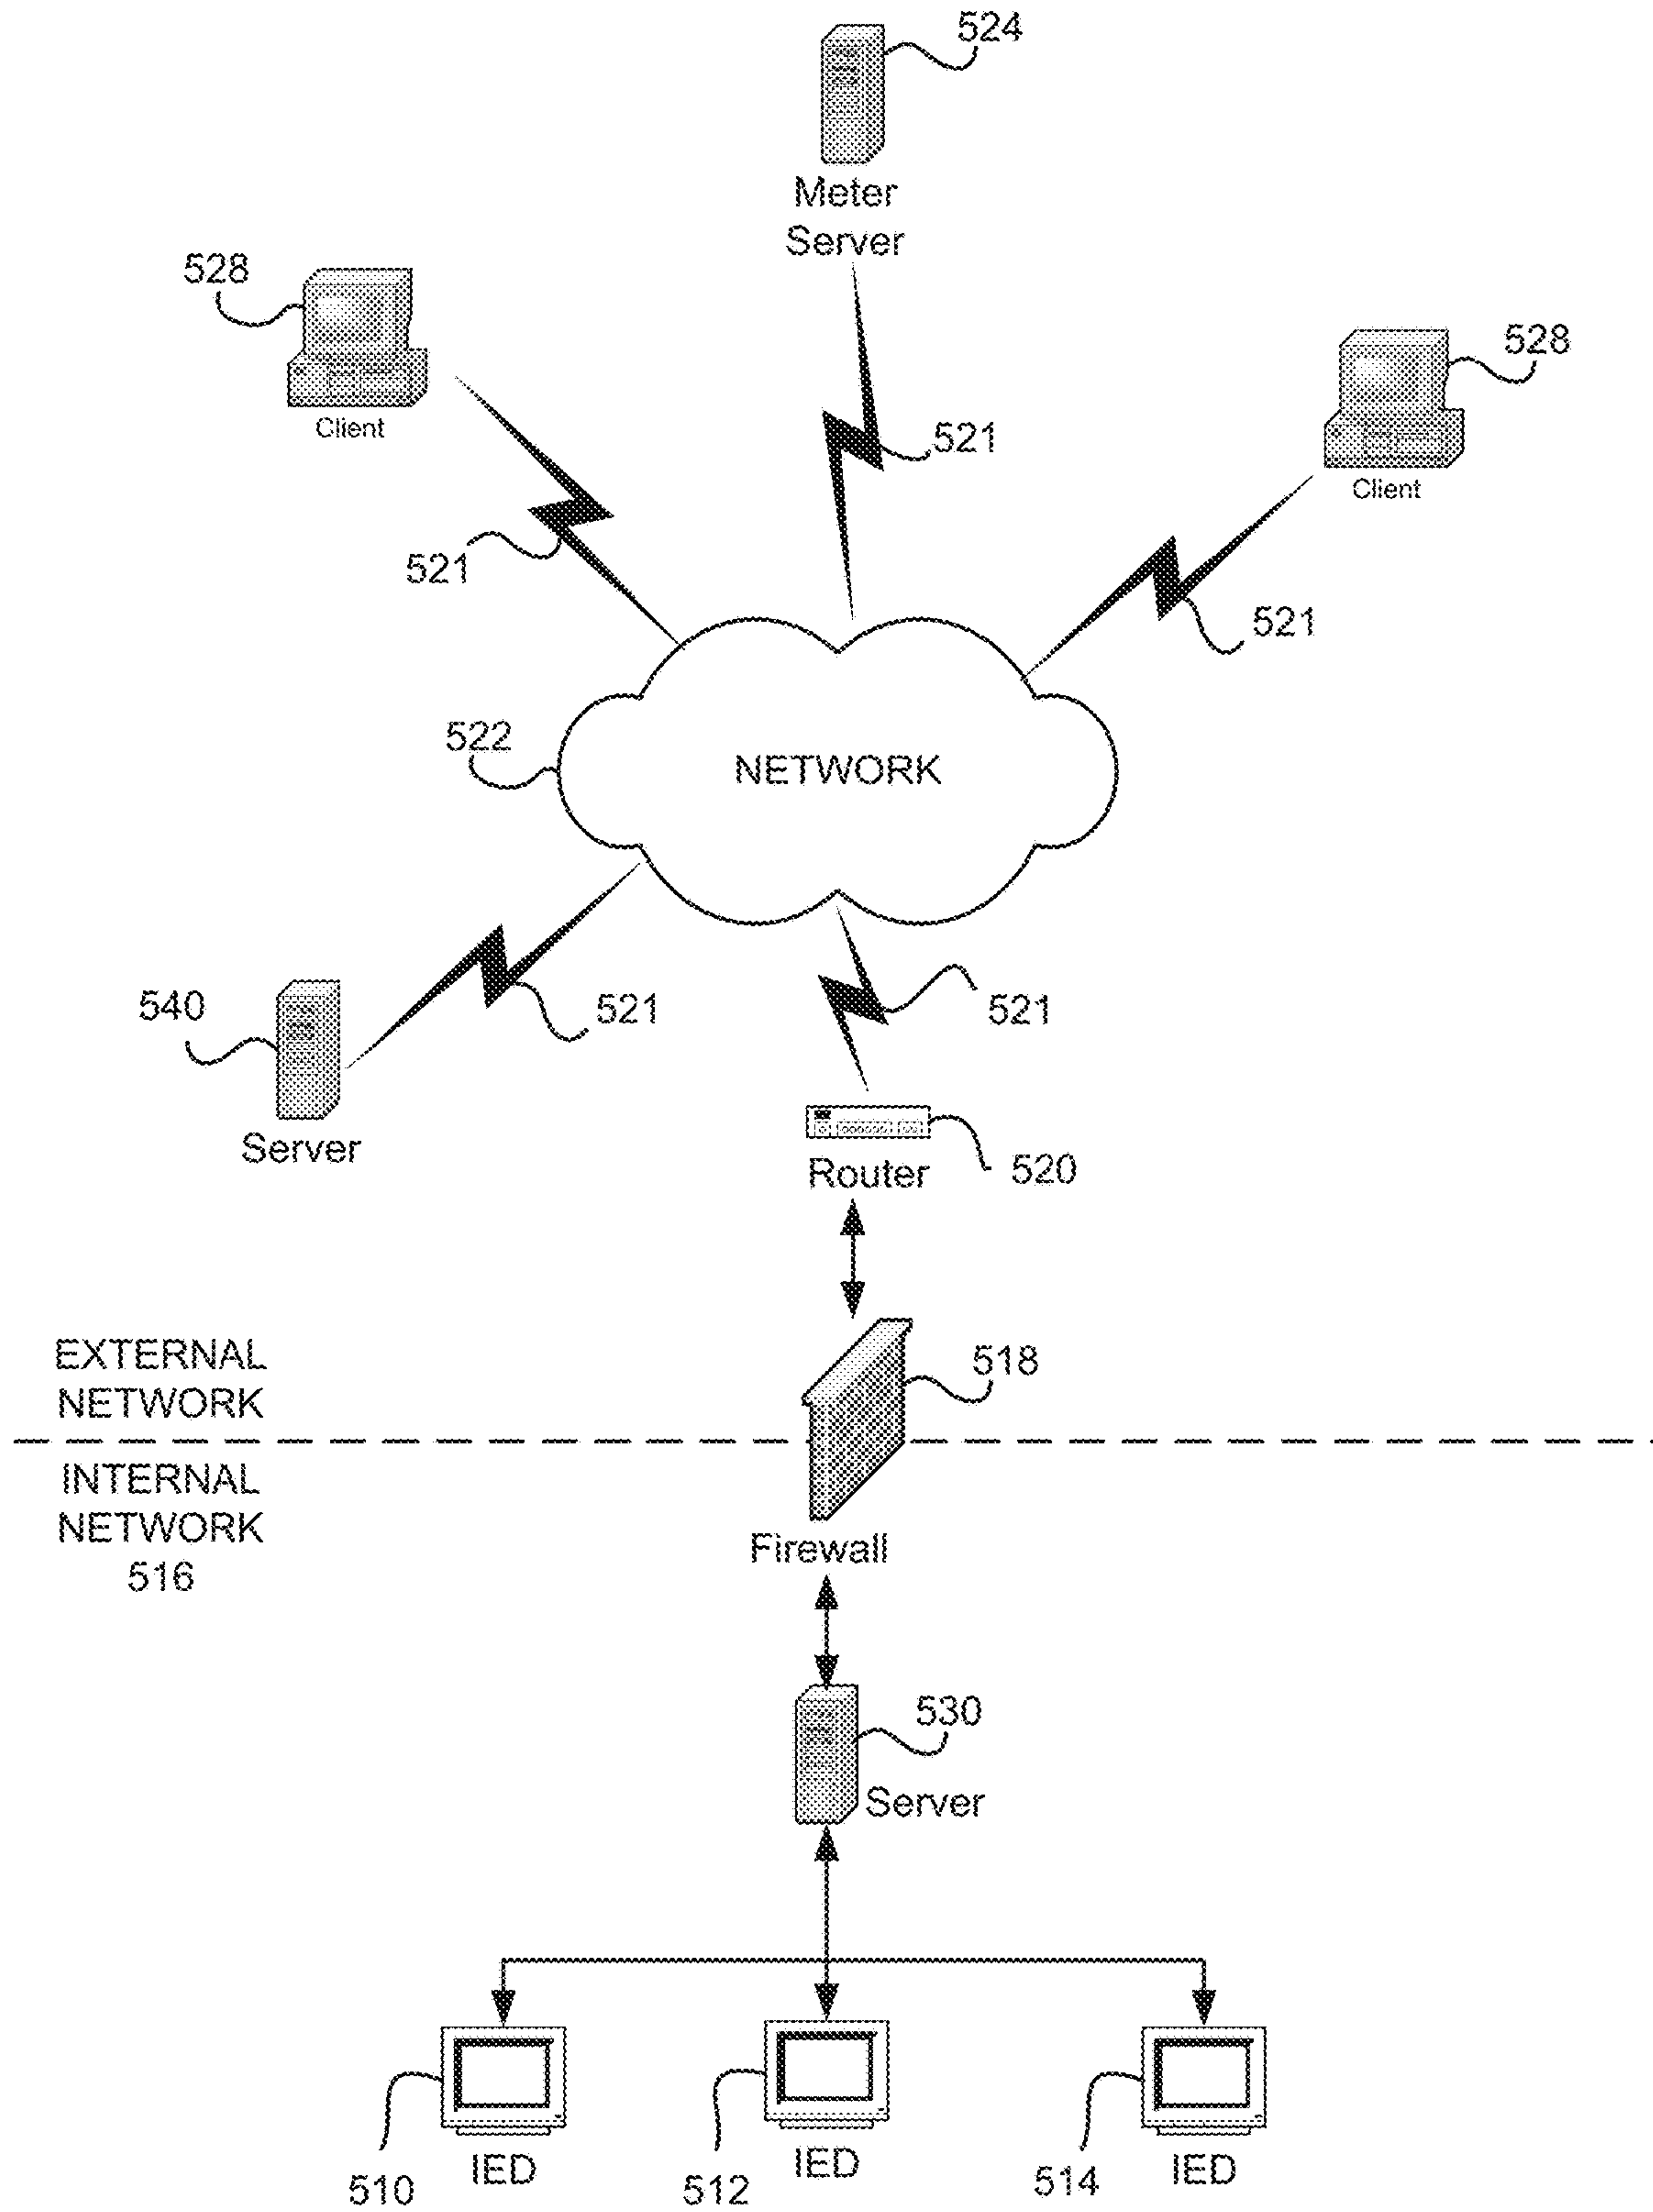 524
Meter
Server
528
Client
528
Client
521
521
521
522
NETWORK
540
Server
521
521
Router
520
EXTERNAL
NETWORK
518
INTERNAL
NETWORK
516
Firewall
530
Server
510
IED
512
IED
514
IED